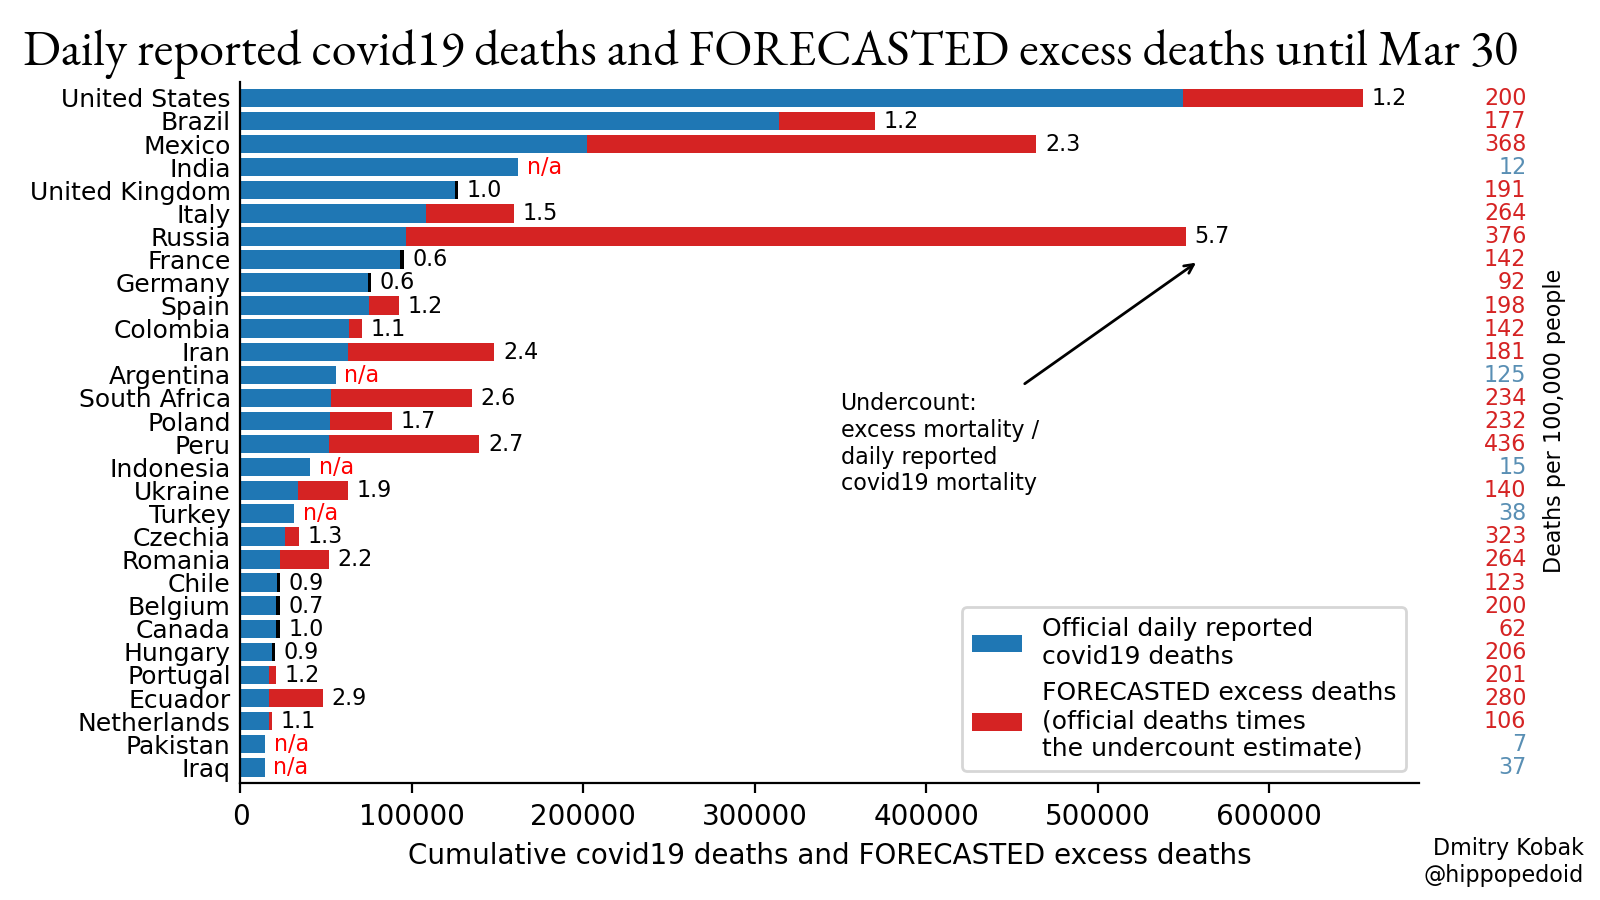 Daily reported covid19 deaths and FORECASTED excess deaths until Mar 30
United States 1.2 200
Brazil 1.2 177
Mexico 2.3 368
India n/a 12
United Kingdom 1.0 191
Italy 1.5 264
Russia 5.7 376
France 0.6 142
Germany 0.6 92
Spain 1.2 198
Colombia 1.1 142
Iran 2.4 181
Argentina n/a 125
South Africa 2.6 234
Poland 1.7 232
Peru 2.7 436
Indonesia n/a 15
Ukraine 1.9 140
Turkey n/a 38
Czechia 1.3 323
Romania 2.2 264
Chile 0.9 123
Belgium 0.7 200
Canada 1.0 62
Hungary 0.9 206
Portugal 1.2 201
Ecuador 2.9 280
Netherlands 1.1 106
Pakistan n/a 7
Iraq n/a 37
Undercount:
excess mortality /
daily reported
covid19 mortality
Official daily reported
covid19 deaths
FORECASTED excess deaths
(official deaths times
the undercount estimate)
Deaths per 100,000 people
0 100000 200000 300000 400000 500000 600000
Cumulative covid19 deaths and FORECASTED excess deaths
Dmitry Kobak
@hippopedoid